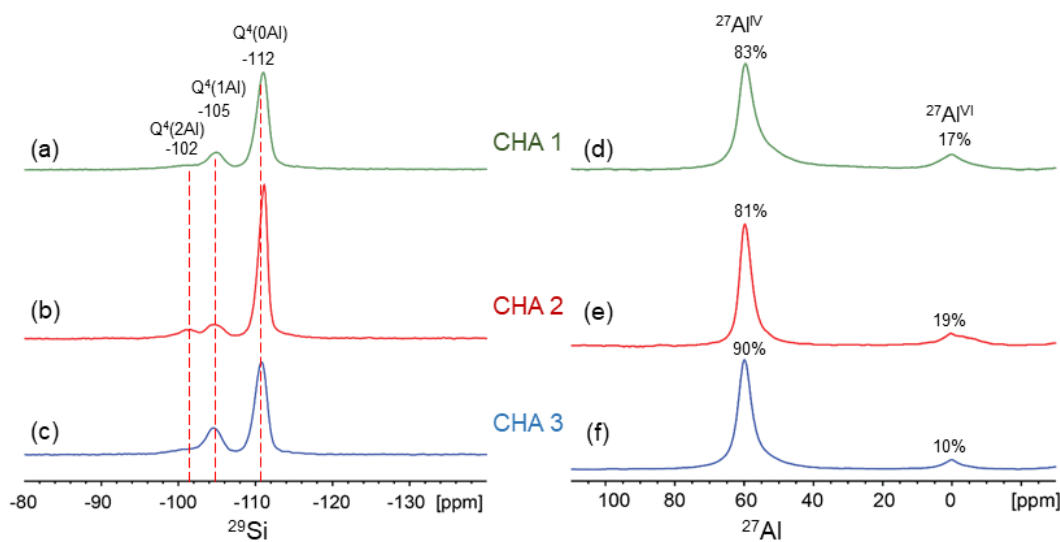 Q⁴(0Al)
-112
Q⁴(1Al)
-105
Q⁴(2Al)
-102
(a)
CHA 1
(b)
CHA 2
(c)
CHA 3
-80 -90 -100 -110 -120 -130 [ppm]
²⁹Si
²⁷Alᴵⱽ
83%
²⁷Alⱽᴵ
17%
(d)
81%
(e)
19%
90%
(f)
10%
100 80 60 40 20 0 [ppm]
²⁷Al